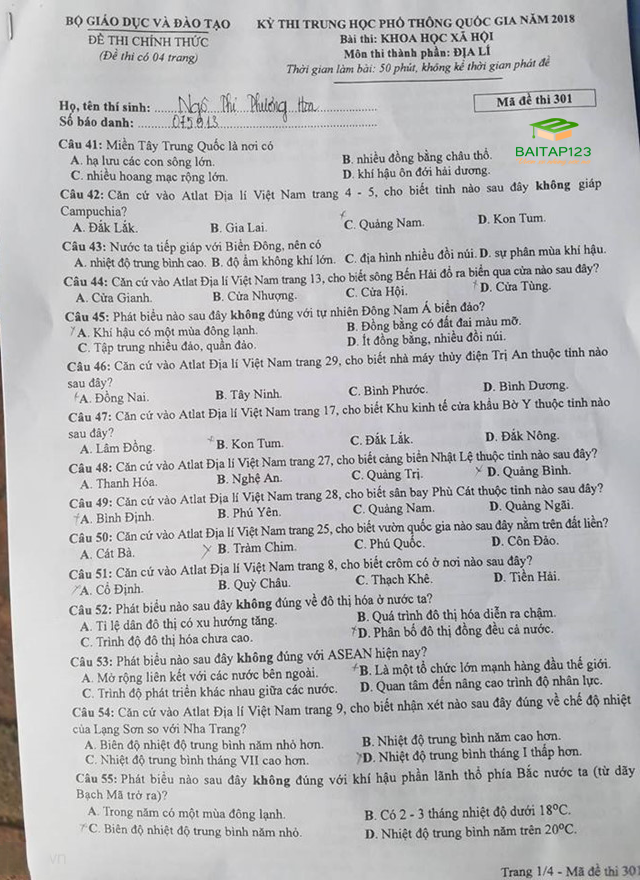 BỘ GIÁO DỤC VÀ ĐÀO TẠO
ĐỀ THI CHÍNH THỨC
(Đề thi có 04 trang)
KỲ THI TRUNG HỌC PHỔ THÔNG QUỐC GIA NĂM 2018
Bài thi: KHOA HỌC XÃ HỘI
Môn thi thành phần: ĐỊA LÍ
Thời gian làm bài: 50 phút, không kể thời gian phát đề
Họ, tên thí sinh: Ngô Thị Phương
Số báo danh:
Mã đề thi 301
BAITAP123
Câu 41: Miền Tây Trung Quốc là nơi có
A. hạ lưu các con sông lớn. B. nhiều đồng bằng châu thổ.
C. nhiều hoang mạc rộng lớn. D. khí hậu ôn đới hải dương.
Câu 42: Căn cứ vào Atlat Địa lí Việt Nam trang 4 - 5, cho biết tỉnh nào sau đây không giáp
Campuchia?
A. Đắk Lắk. B. Gia Lai. C. Quảng Nam. D. Kon Tum.
Câu 43: Nước ta tiếp giáp với Biển Đông, nên có
A. nhiệt độ trung bình cao. B. độ ẩm không khí lớn. C. địa hình nhiều đồi núi. D. sự phân mùa khí hậu.
Câu 44: Căn cứ vào Atlat Địa lí Việt Nam trang 13, cho biết sông Bến Hải đổ ra biển qua cửa nào sau đây?
A. Cửa Gianh. B. Cửa Nhượng. C. Cửa Hội. D. Cửa Tùng.
Câu 45: Phát biểu nào sau đây không đúng với tự nhiên Đông Nam Á biển đảo?
A. Khí hậu có một mùa đông lạnh. B. Đồng bằng có đất đai màu mỡ.
C. Tập trung nhiều đảo, quần đảo. D. Ít đồng bằng, nhiều đồi núi.
Câu 46: Căn cứ vào Atlat Địa lí Việt Nam trang 29, cho biết nhà máy thủy điện Trị An thuộc tỉnh nào
sau đây?
A. Đồng Nai. B. Tây Ninh. C. Bình Phước. D. Bình Dương.
Câu 47: Căn cứ vào Atlat Địa lí Việt Nam trang 17, cho biết Khu kinh tế cửa khẩu Bờ Y thuộc tỉnh nào
sau đây?
A. Lâm Đồng. B. Kon Tum. C. Đắk Lắk. D. Đắk Nông.
Câu 48: Căn cứ vào Atlat Địa lí Việt Nam trang 27, cho biết cảng biển Nhật Lệ thuộc tỉnh nào sau đây?
A. Thanh Hóa. B. Nghệ An. C. Quảng Trị. D. Quảng Bình.
Câu 49: Căn cứ vào Atlat Địa lí Việt Nam trang 28, cho biết sân bay Phù Cát thuộc tỉnh nào sau đây?
A. Bình Định. B. Phú Yên. C. Quảng Nam. D. Quảng Ngãi.
Câu 50: Căn cứ vào Atlat Địa lí Việt Nam trang 25, cho biết vườn quốc gia nào sau đây nằm trên đất liền?
A. Cát Bà. B. Tràm Chim. C. Phú Quốc. D. Côn Đảo.
Câu 51: Căn cứ vào Atlat Địa lí Việt Nam trang 8, cho biết crôm có ở nơi nào sau đây?
A. Cổ Định. B. Quỳ Châu. C. Thạch Khê. D. Tiền Hải.
Câu 52: Phát biểu nào sau đây không đúng về đô thị hóa ở nước ta?
A. Tỉ lệ dân đô thị có xu hướng tăng. B. Quá trình đô thị hóa diễn ra chậm.
C. Trình độ đô thị hóa chưa cao. D. Phân bố đô thị đồng đều cả nước.
Câu 53: Phát biểu nào sau đây không đúng với ASEAN hiện nay?
A. Mở rộng liên kết với các nước bên ngoài. B. Là một tổ chức lớn mạnh hàng đầu thế giới.
C. Trình độ phát triển khác nhau giữa các nước. D. Quan tâm đến nâng cao trình độ nhân lực.
Câu 54: Căn cứ vào Atlat Địa lí Việt Nam trang 9, cho biết nhận xét nào sau đây đúng về chế độ nhiệt
của Lạng Sơn so với Nha Trang?
A. Biên độ nhiệt độ trung bình năm nhỏ hơn. B. Nhiệt độ trung bình năm cao hơn.
C. Nhiệt độ trung bình tháng VII cao hơn. D. Nhiệt độ trung bình tháng I thấp hơn.
Câu 55: Phát biểu nào sau đây không đúng với khí hậu phần lãnh thổ phía Bắc nước ta (từ dãy
Bạch Mã trở ra)?
A. Trong năm có một mùa đông lạnh. B. Có 2 - 3 tháng nhiệt độ dưới 18°C.
C. Biên độ nhiệt độ trung bình năm nhỏ. D. Nhiệt độ trung bình năm trên 20°C.
vn
Trang 1/4 - Mã đề thi 301